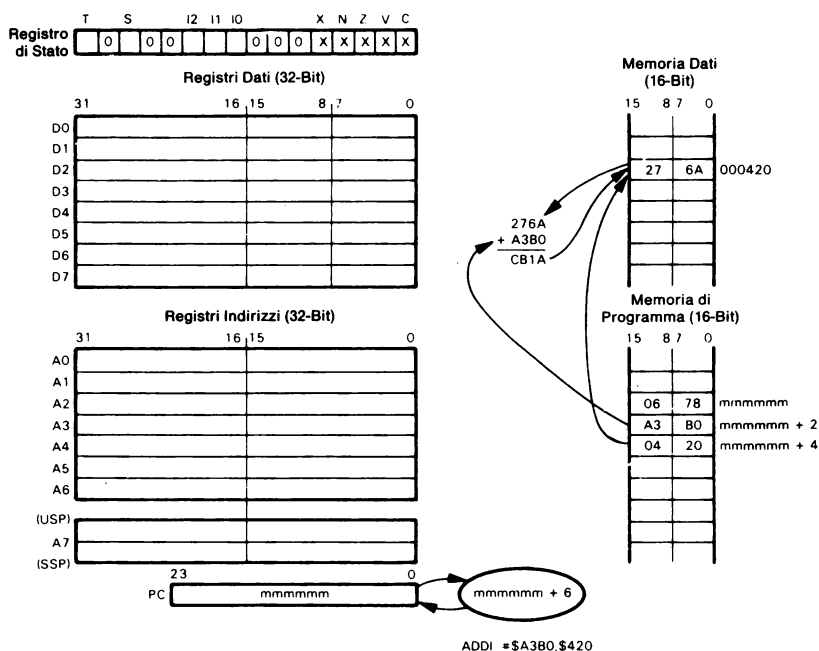 T S I2 I1 I0 X N Z V C
Registro
di Stato
0 0 0 0 0 0 X X X X X
Registri Dati (32-Bit)
31 16 15 8 7 0
D0
D1
D2
D3
D4
D5
D6
D7
Memoria Dati
(16-Bit)
15 8 7 0
27 6A 000420
276A
+ A3B0
CB1A
Registri Indirizzi (32-Bit)
31 16 15 0
A0
A1
A2
A3
A4
A5
A6
(USP)
A7
(SSP)
Memoria di
Programma (16-Bit)
15 8 7 0
06 78 mmmmmm
A3 B0 mmmmmm + 2
04 20 mmmmmm + 4
23 0
PC mmmmmm
mmmmmm + 6
ADDI #$A3B0,$420